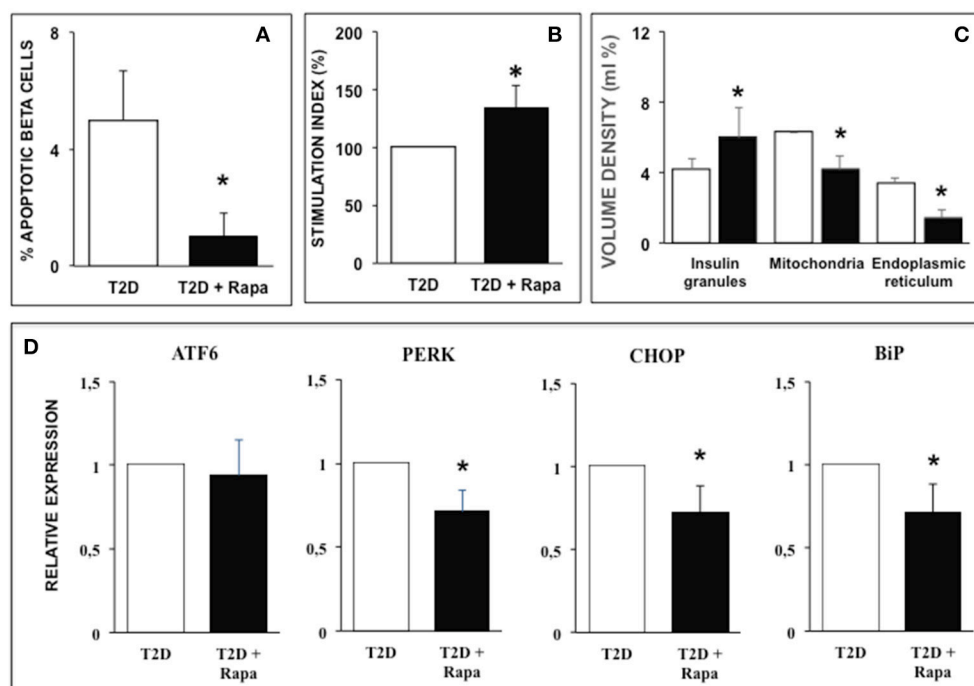 A
% APOPTOTIC BETA CELLS
8
4
0
T2D
T2D + Rapa
*
B
STIMULATION INDEX (%)
200
150
100
50
0
T2D
T2D + Rapa
*
C
VOLUME DENSITY (ml %)
12
8
4
0
*
*
*
Insulin
granules
Mitochondria
Endoplasmic
reticulum
D
RELATIVE EXPRESSION
ATF6
1,5
1
0,5
0
T2D
T2D +
Rapa
PERK
1,5
1
0,5
0
*
T2D
T2D +
Rapa
CHOP
1,5
1
0,5
0
*
T2D
T2D +
Rapa
BiP
1,5
1
0,5
0
*
T2D
T2D +
Rapa